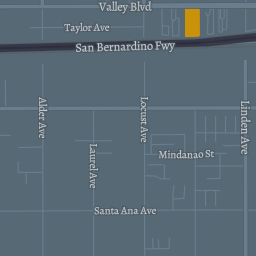 Valley Blvd
Taylor Ave
San Bernardino Fwy
Alder Ave
Locust Ave
Linden Ave
Laurel Ave
Mindanao St
Santa Ana Ave